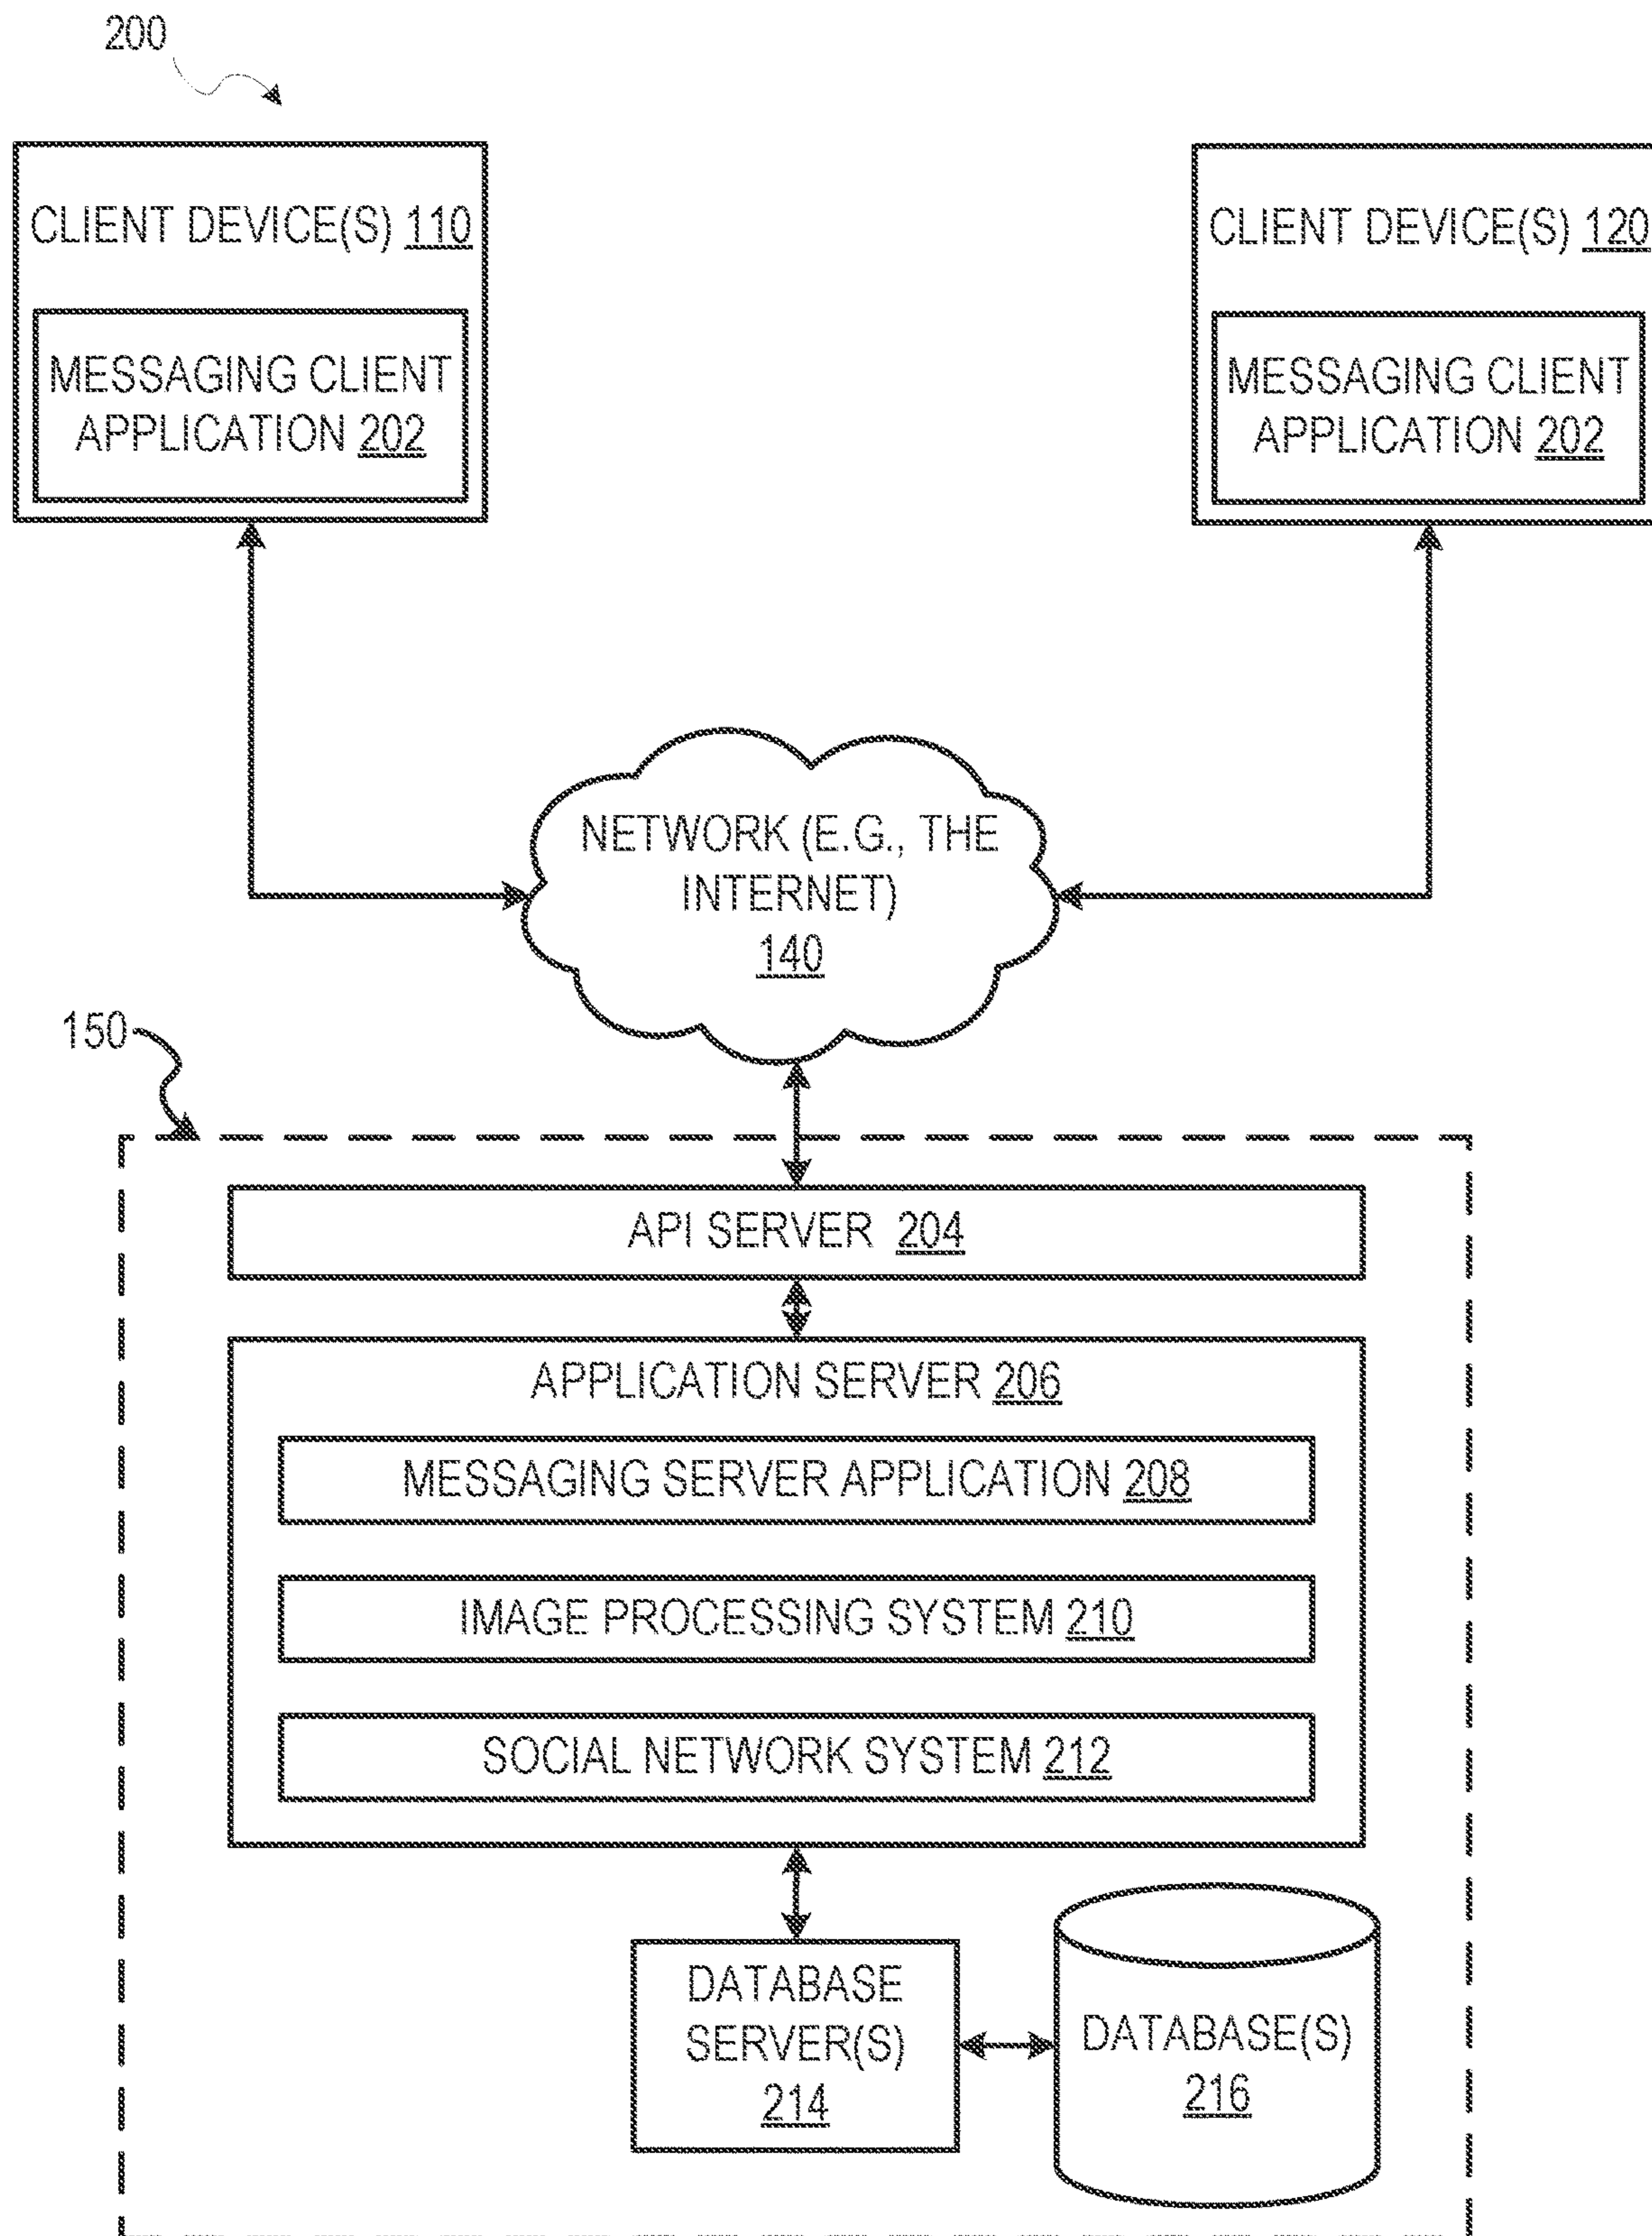 200
CLIENT DEVICE(S) 110
MESSAGING CLIENT
APPLICATION 202
CLIENT DEVICE(S) 120
MESSAGING CLIENT
APPLICATION 202
NETWORK (E.G., THE
INTERNET)
140
150
API SERVER 204
APPLICATION SERVER 206
MESSAGING SERVER APPLICATION 208
IMAGE PROCESSING SYSTEM 210
SOCIAL NETWORK SYSTEM 212
DATABASE
SERVER(S)
214
DATABASE(S)
216